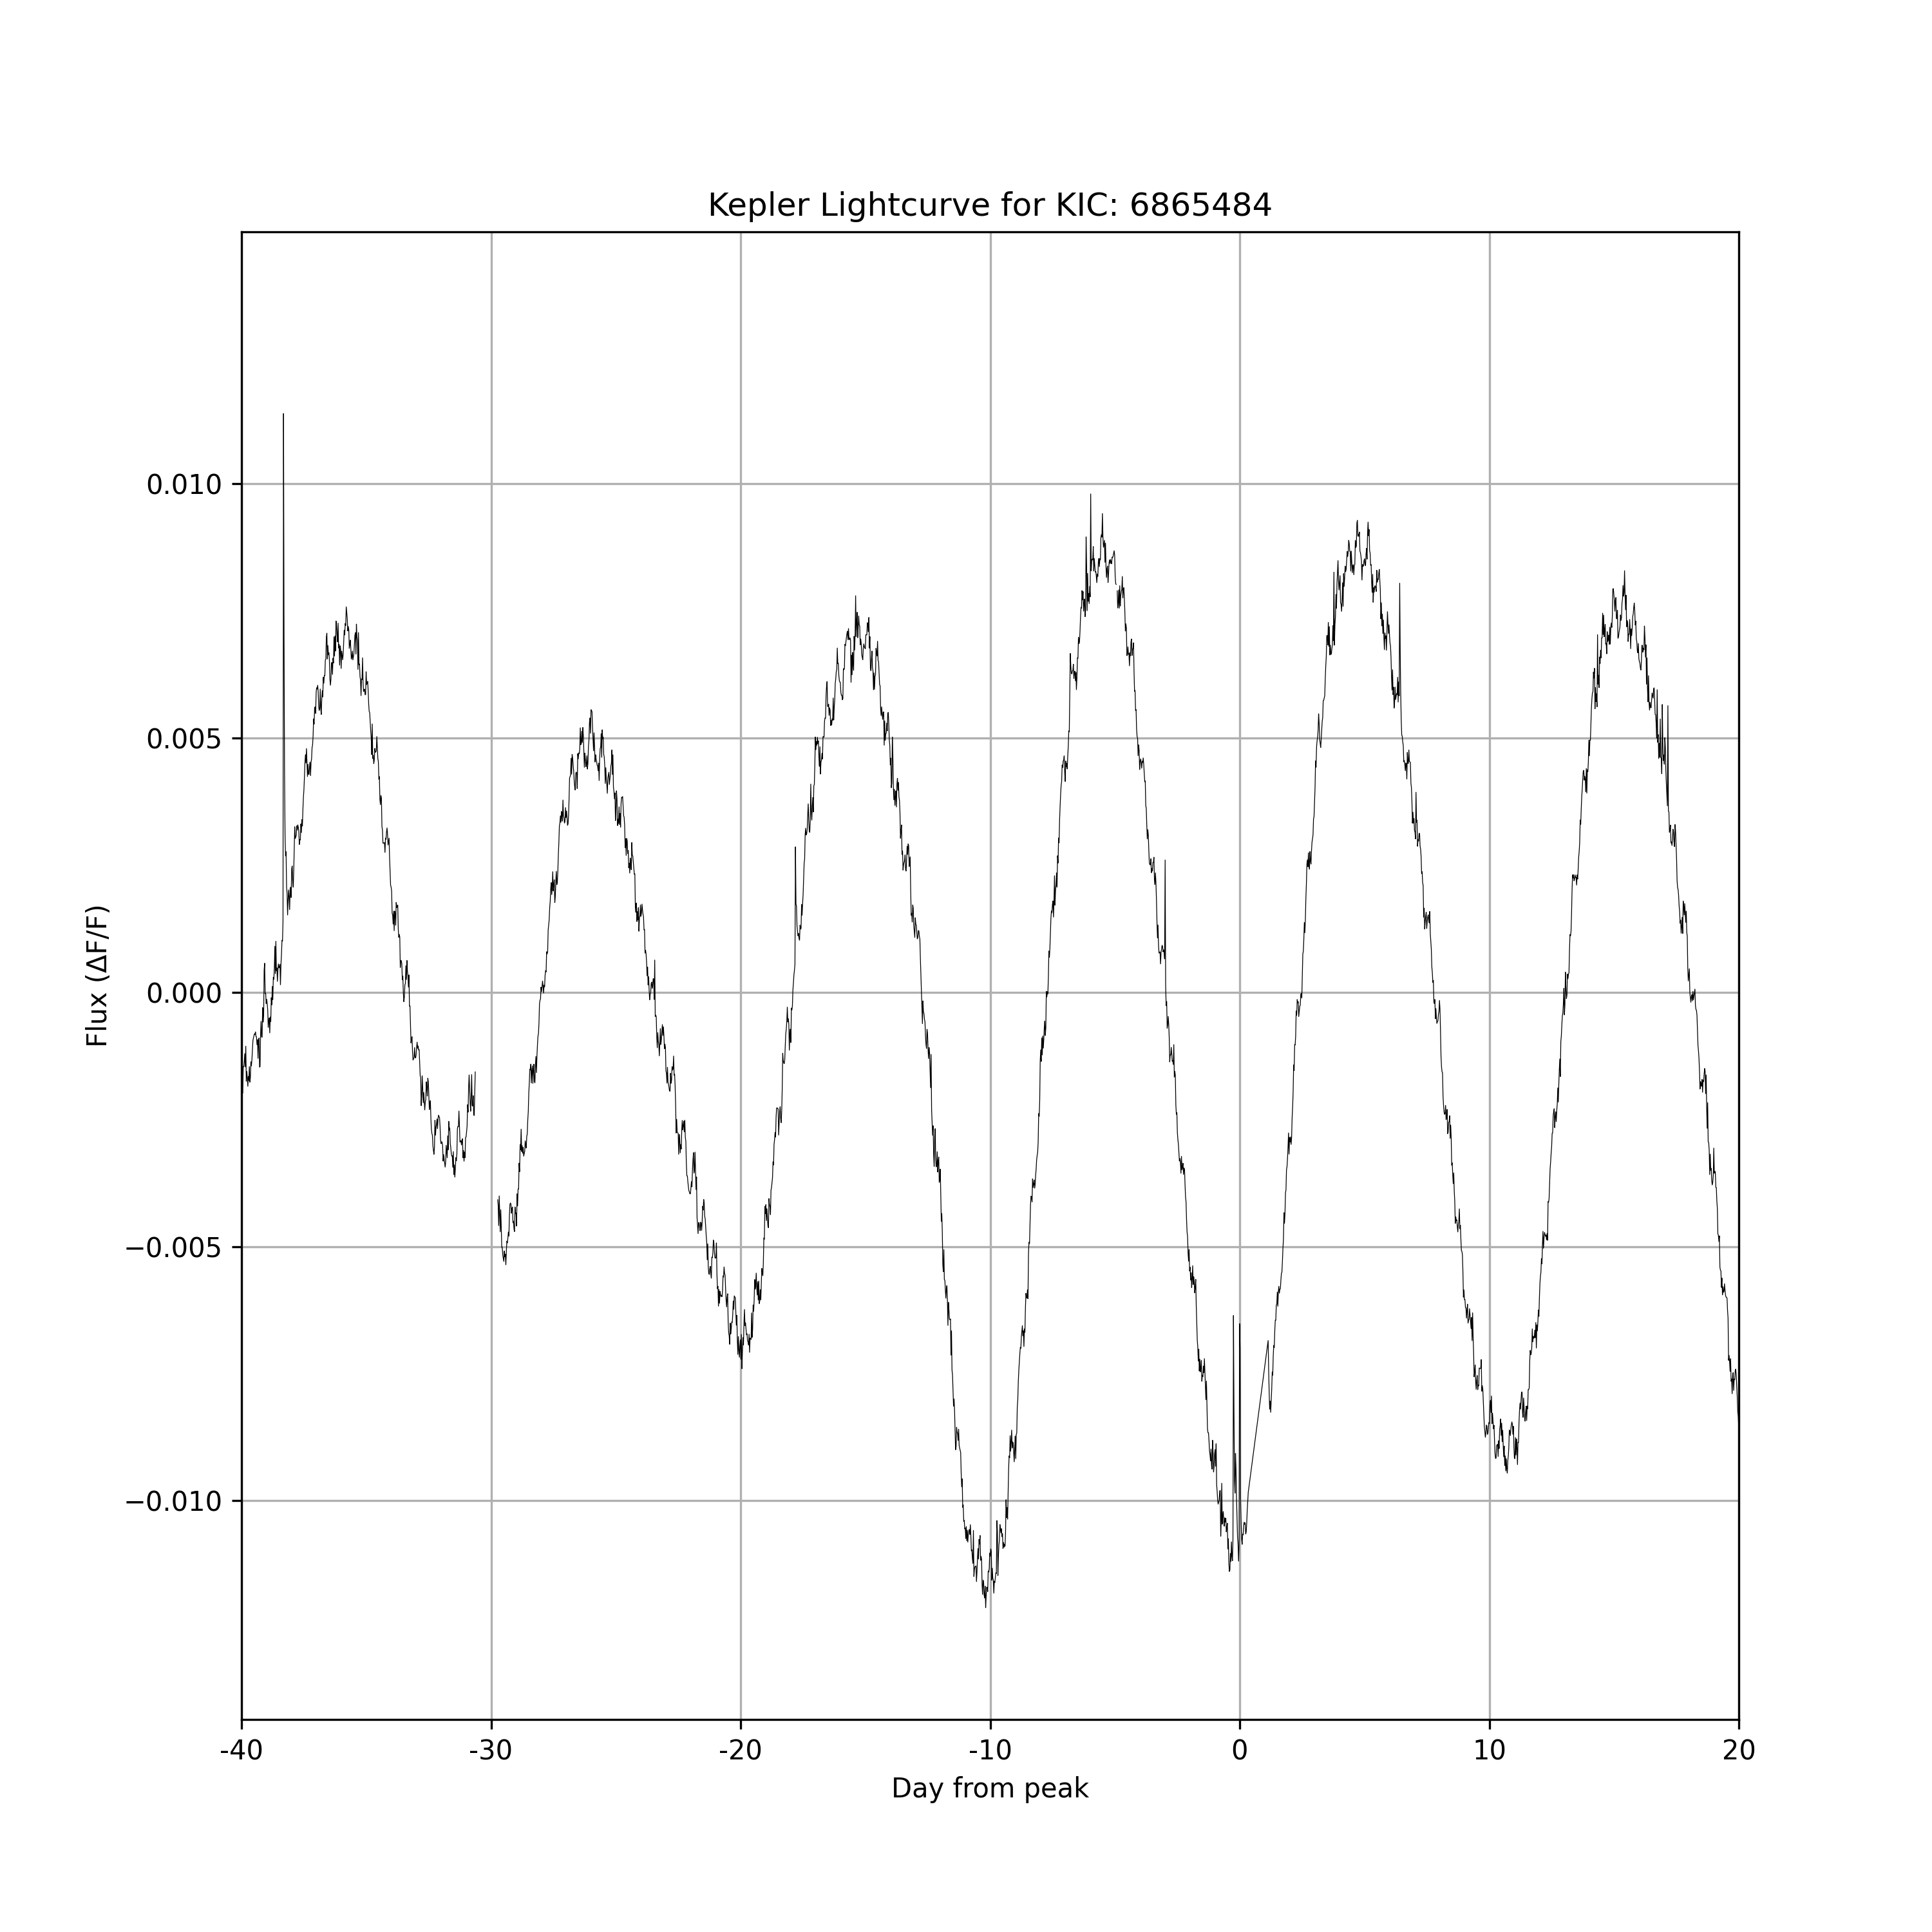 Kepler Lightcurve for KIC: 6865484
Flux (ΔF/F)
0.010
0.005
0.000
−0.005
−0.010
-40 -30 -20 -10 0 10 20
Day from peak